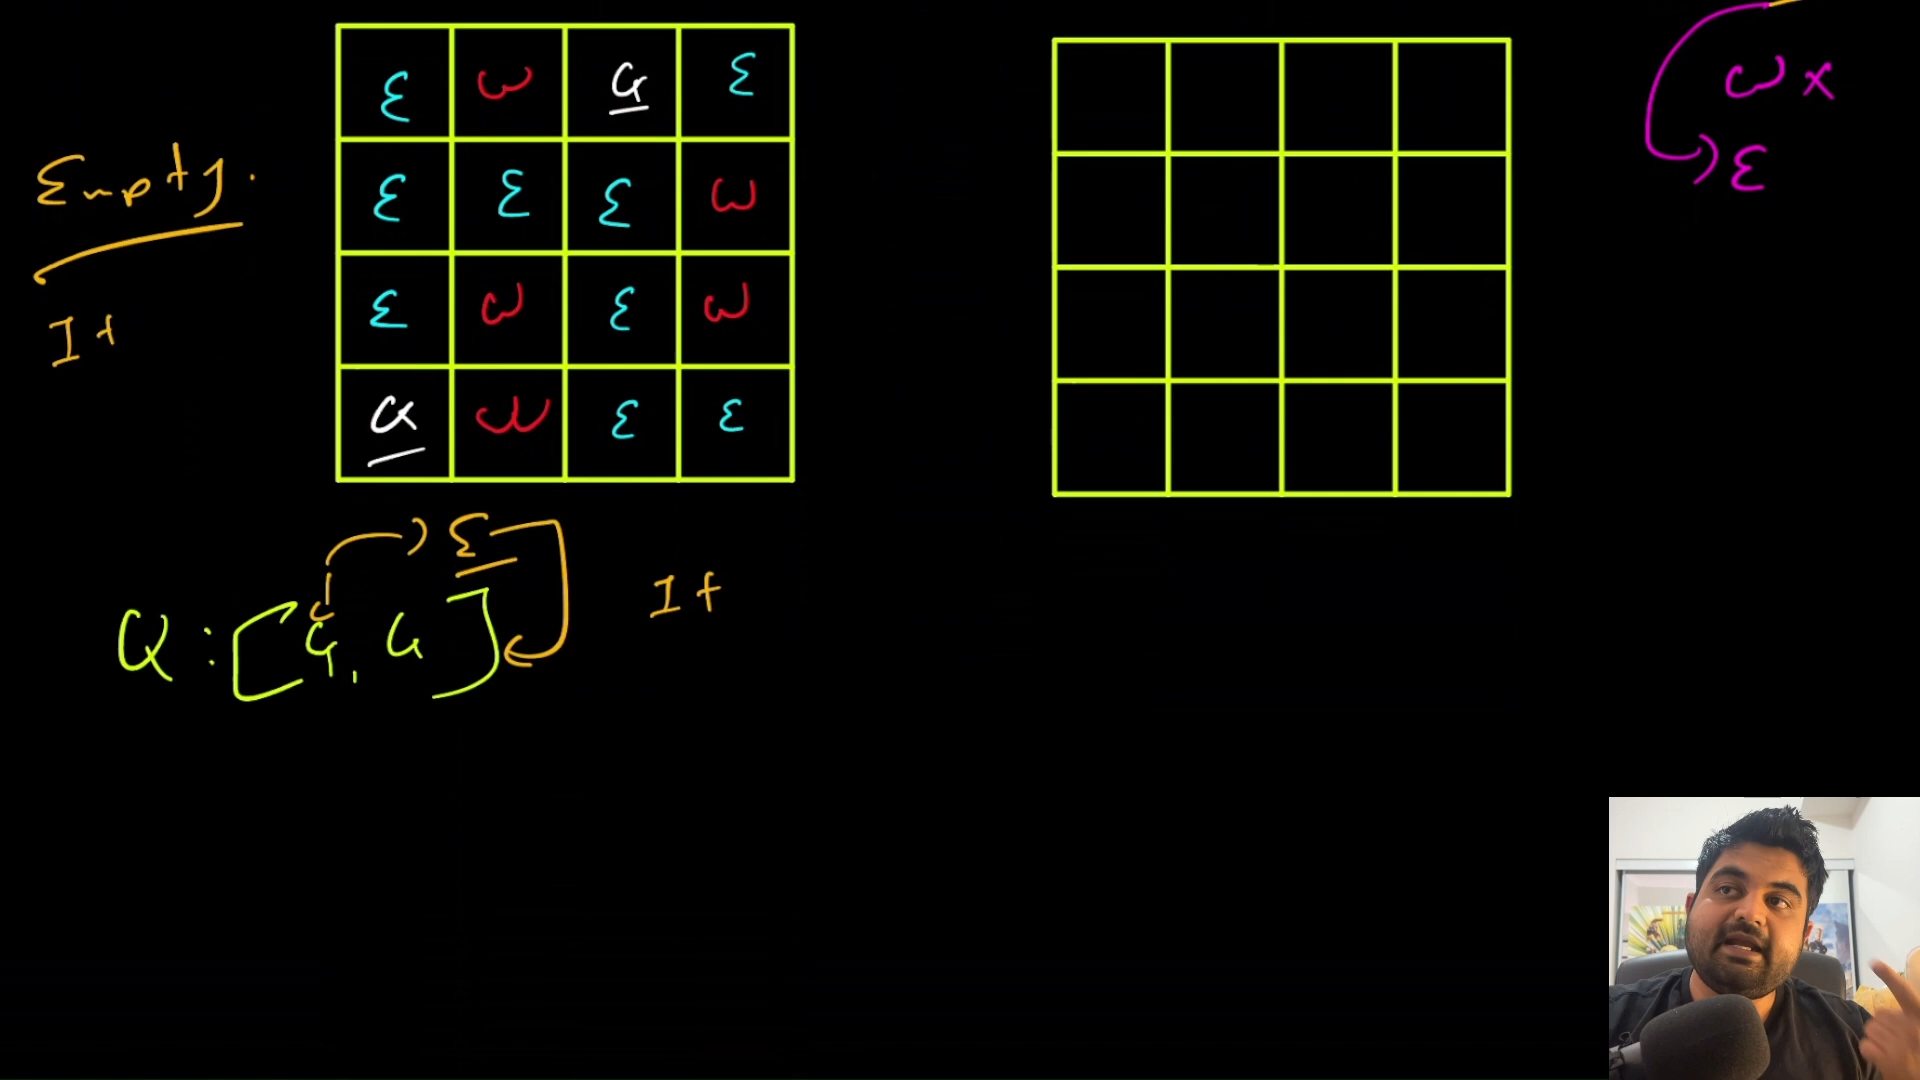 Ɛ W G Ɛ
Ɛ Ɛ Ɛ W
Ɛ W Ɛ W
G W Ɛ Ɛ
Empty.
If
W x
Ɛ
Ɛ
Q : [ G, G ]
If